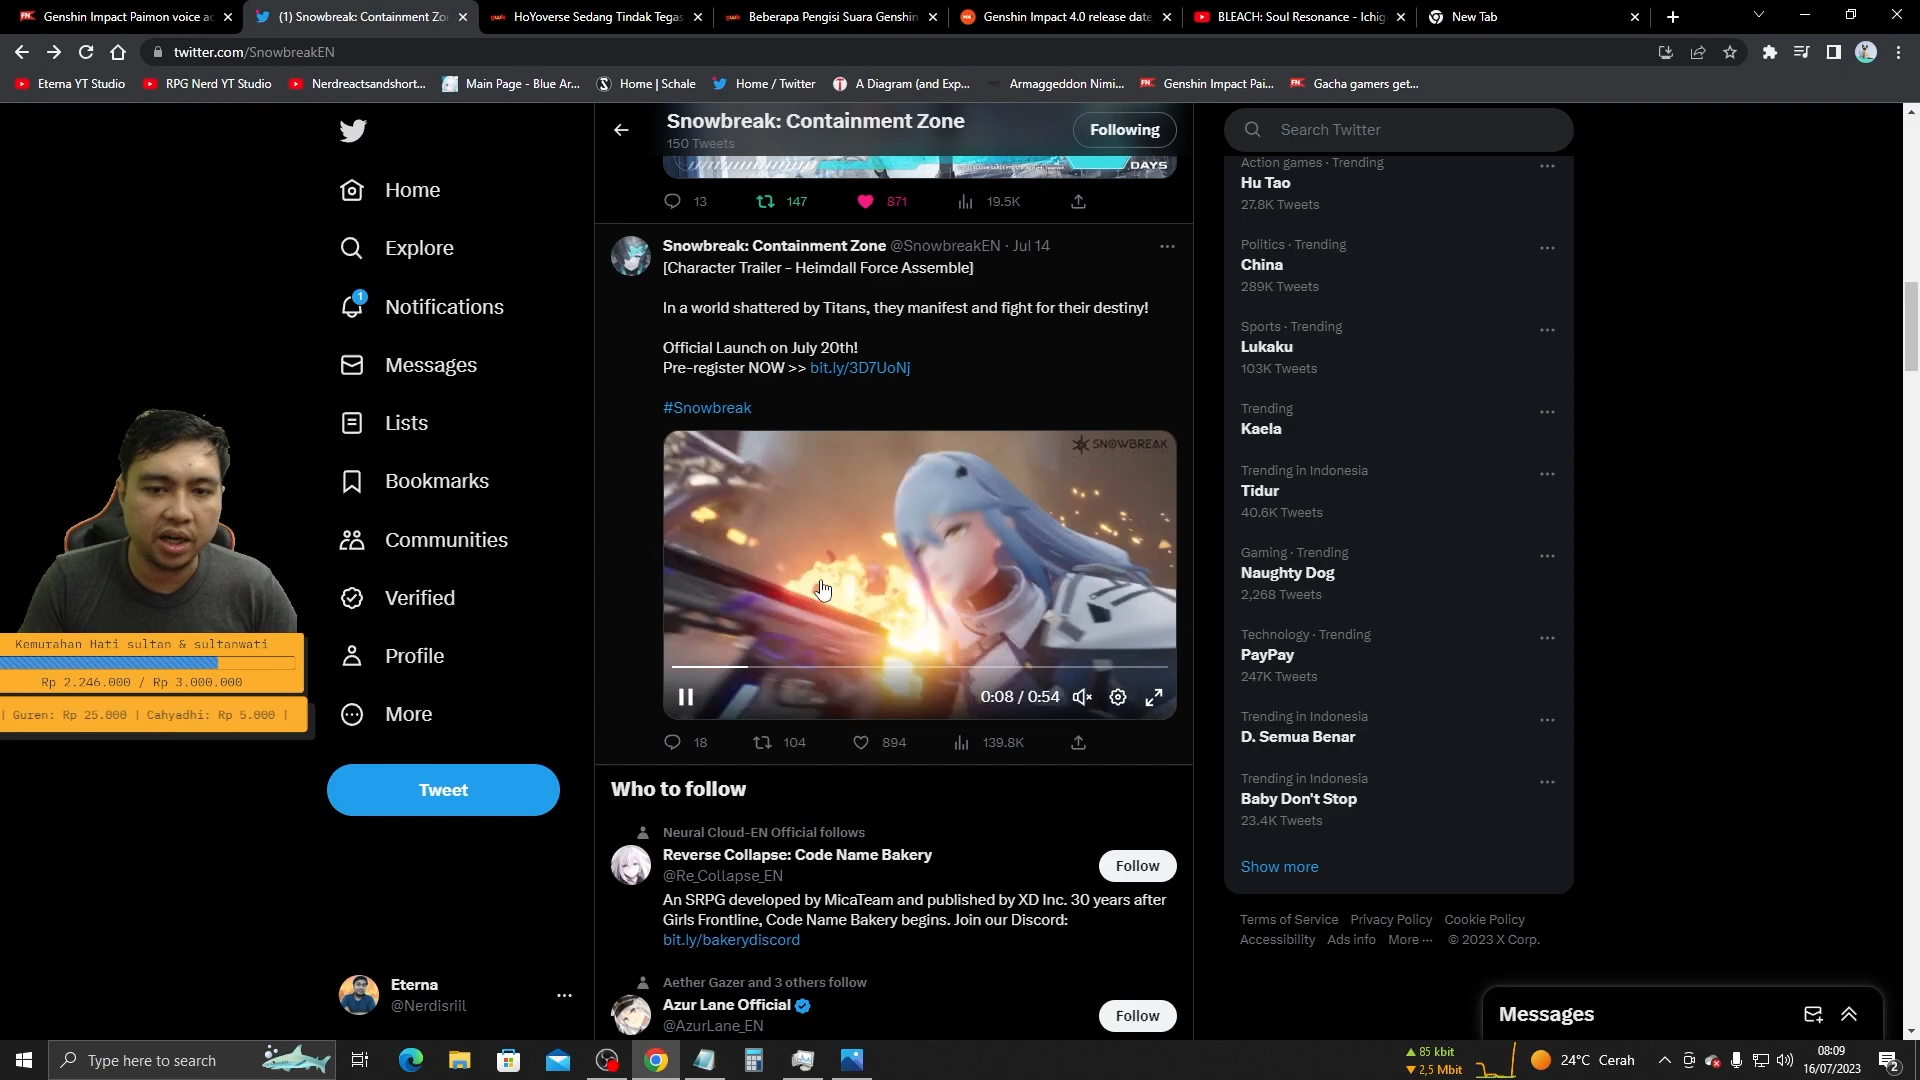 Genshin Impact Paimon voice ac
(1) Snowbreak: Containment Zo
HoYoverse Sedang Tindak Tegas
Beberapa Pengisi Suara Genshin
Genshin Impact 4.0 release date
BLEACH: Soul Resonance - Ichig
New Tab
twitter.com/SnowbreakEN
Eterna YT Studio
RPG Nerd YT Studio
Nerdreactsandshort...
Main Page - Blue Ar...
Home | Schale
Home / Twitter
A Diagram (and Exp...
Armaggeddon Nimi...
Genshin Impact Pai...
Gacha gamers get...
Home
Explore
1
Notifications
Messages
Lists
Bookmarks
Communities
Verified
Profile
More
Tweet
Eterna
@Nerdisriil
Kemurahan Hati sultan & sultanwati
Rp 2.246.000 / Rp 3.000.000
| Guren: Rp 25.000 | Cahyadhi: Rp 5.000 |
Snowbreak: Containment Zone
150 Tweets
Following
DAYS
13 147 871 19.5K
Snowbreak: Containment Zone @SnowbreakEN · Jul 14
[Character Trailer - Heimdall Force Assemble]
In a world shattered by Titans, they manifest and fight for their destiny!
Official Launch on July 20th!
Pre-register NOW >> bit.ly/3D7UoNj
#Snowbreak
SNOWBREAK
0:08 / 0:54
18 104 894 139.8K
Who to follow
Neural Cloud-EN Official follows
Reverse Collapse: Code Name Bakery
@Re_Collapse_EN
Follow
An SRPG developed by MicaTeam and published by XD Inc. 30 years after
Girls Frontline, Code Name Bakery begins. Join our Discord:
bit.ly/bakerydiscord
Aether Gazer and 3 others follow
Azur Lane Official
@AzurLane_EN
Follow
Search Twitter
Action games · Trending
Hu Tao
27.8K Tweets
Politics · Trending
China
289K Tweets
Sports · Trending
Lukaku
103K Tweets
Trending
Kaela
Trending in Indonesia
Tidur
40.6K Tweets
Gaming · Trending
Naughty Dog
2,268 Tweets
Technology · Trending
PayPay
247K Tweets
Trending in Indonesia
D. Semua Benar
Trending in Indonesia
Baby Don't Stop
23.4K Tweets
Show more
Terms of Service Privacy Policy Cookie Policy
Accessibility Ads info More ··· © 2023 X Corp.
Messages
Type here to search
85 kbit
2,5 Mbit
24°C Cerah
08:09
16/07/2023
2